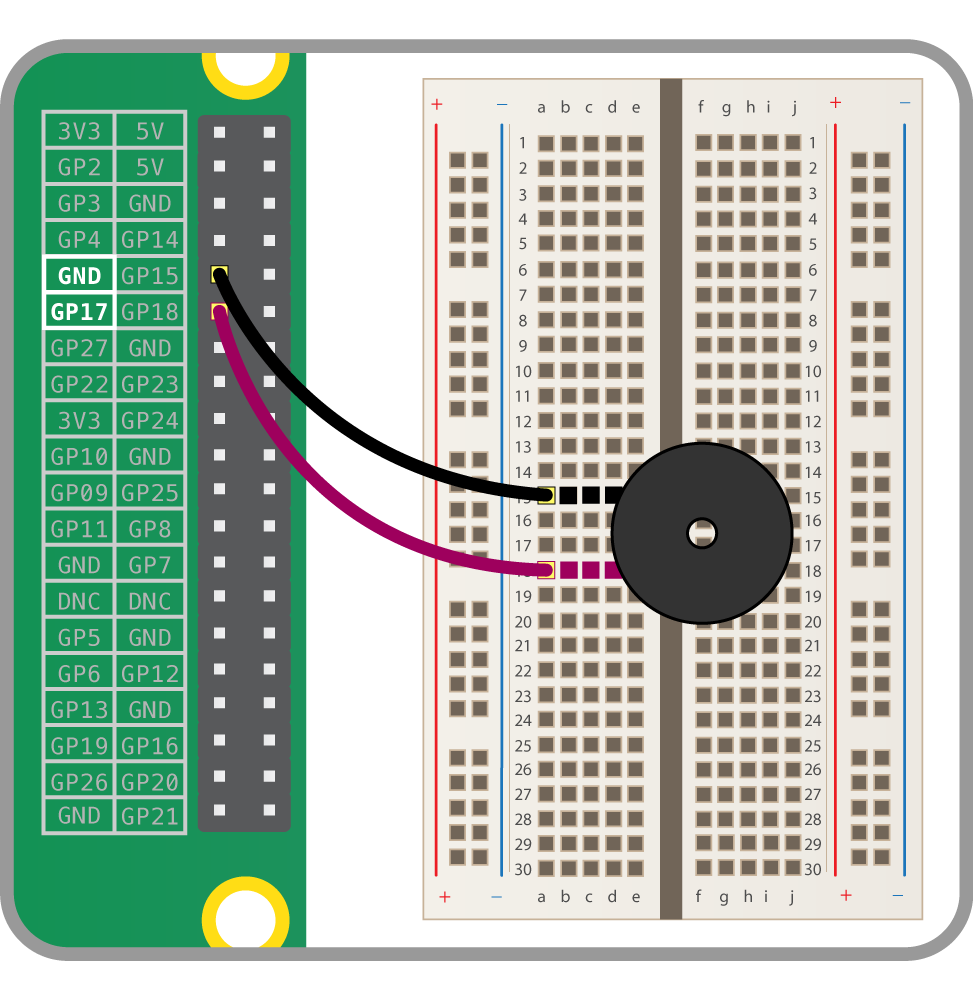 3V3 5V
GP2 5V
GP3 GND
GP4 GP14
GND GP15
GP17 GP18
GP27 GND
GP22 GP23
3V3 GP24
GP10 GND
GP09 GP25
GP11 GP8
GND GP7
DNC DNC
GP5 GND
GP6 GP12
GP13 GND
GP19 GP16
GP26 GP20
GND GP21
+ − a b c d e f g h i j + −
1 1
2 2
3 3
4 4
5 5
6 6
7 7
8 8
9 9
10 10
11 11
12 12
13 13
14 14
15 15
16 16
17 17
18 18
19 19
20 20
21 21
22 22
23 23
24 24
25 25
26 26
27 27
28 28
29 29
30 30
+ − a b c d e f g h i j + −